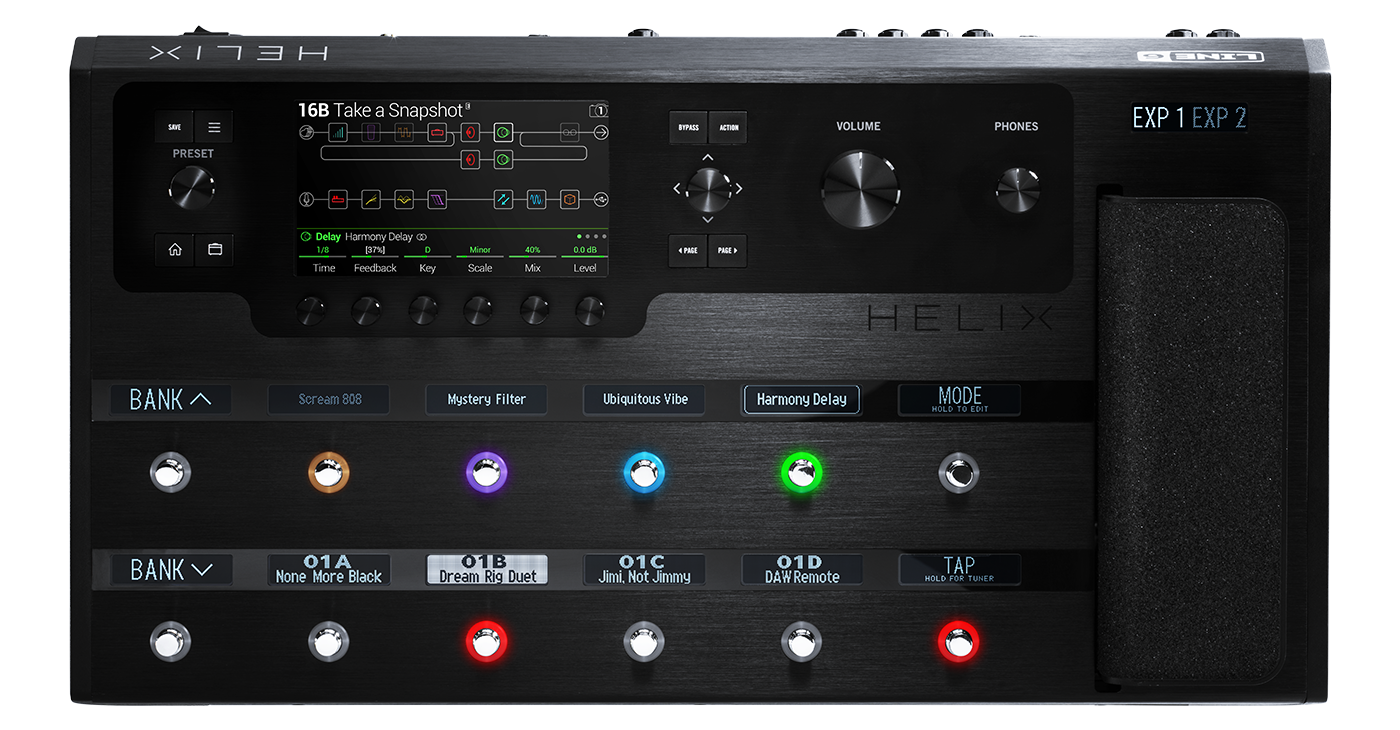 HELIX
LINE 6
SAVE
PRESET
16B Take a Snapshot
1
Delay Harmony Delay
1/8 [37%] D Minor 40% 0.0 dB
Time Feedback Key Scale Mix Level
BYPASS ACTION
PAGE PAGE
VOLUME
PHONES
EXP 1 EXP 2
HELIX
BANK
Scream 808
Mystery Filter
Ubiquitous Vibe
Harmony Delay
MODE
HOLD TO EDIT
BANK
01A
None More Black
01B
Dream Rig Duet
01C
Jimi, Not Jimmy
01D
DAW Remote
TAP
HOLD FOR TUNER